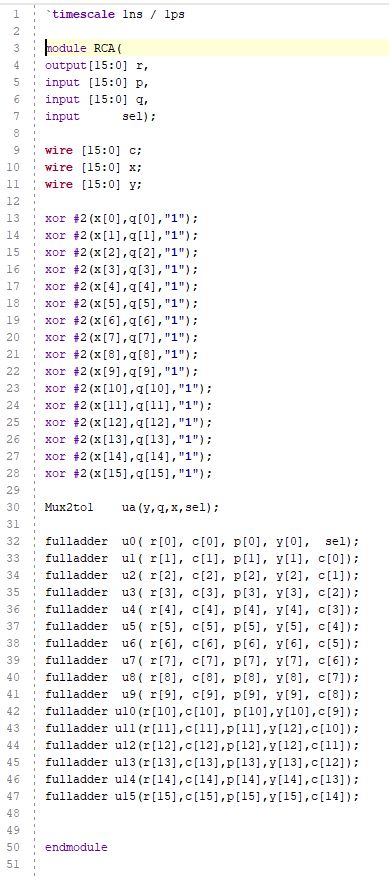 1 `timescale 1ns / 1ps
2
3 module RCA(
4 output[15:0] r,
5 input [15:0] p,
6 input [15:0] q,
7 input      sel);
8
9 wire [15:0] c;
10 wire [15:0] x;
11 wire [15:0] y;
12
13 xor #2(x[0],q[0],"1");
14 xor #2(x[1],q[1],"1");
15 xor #2(x[2],q[2],"1");
16 xor #2(x[3],q[3],"1");
17 xor #2(x[4],q[4],"1");
18 xor #2(x[5],q[5],"1");
19 xor #2(x[6],q[6],"1");
20 xor #2(x[7],q[7],"1");
21 xor #2(x[8],q[8],"1");
22 xor #2(x[9],q[9],"1");
23 xor #2(x[10],q[10],"1");
24 xor #2(x[11],q[11],"1");
25 xor #2(x[12],q[12],"1");
26 xor #2(x[13],q[13],"1");
27 xor #2(x[14],q[14],"1");
28 xor #2(x[15],q[15],"1");
29
30 Mux2to1    ua(y,q,x,sel);
31
32 fulladder  u0( r[0], c[0], p[0], y[0],  sel);
33 fulladder  u1( r[1], c[1], p[1], y[1], c[0]);
34 fulladder  u2( r[2], c[2], p[2], y[2], c[1]);
35 fulladder  u3( r[3], c[3], p[3], y[3], c[2]);
36 fulladder  u4( r[4], c[4], p[4], y[4], c[3]);
37 fulladder  u5( r[5], c[5], p[5], y[5], c[4]);
38 fulladder  u6( r[6], c[6], p[6], y[6], c[5]);
39 fulladder  u7( r[7], c[7], p[7], y[7], c[6]);
40 fulladder  u8( r[8], c[8], p[8], y[8], c[7]);
41 fulladder  u9( r[9], c[9], p[9], y[9], c[8]);
42 fulladder u10(r[10],c[10], p[10],y[10],c[9]);
43 fulladder u11(r[11],c[11],p[11],y[12],c[10]);
44 fulladder u12(r[12],c[12],p[12],y[12],c[11]);
45 fulladder u13(r[13],c[13],p[13],y[13],c[12]);
46 fulladder u14(r[14],c[14],p[14],y[14],c[13]);
47 fulladder u15(r[15],c[15],p[15],y[15],c[14]);
48
49
50 endmodule
51